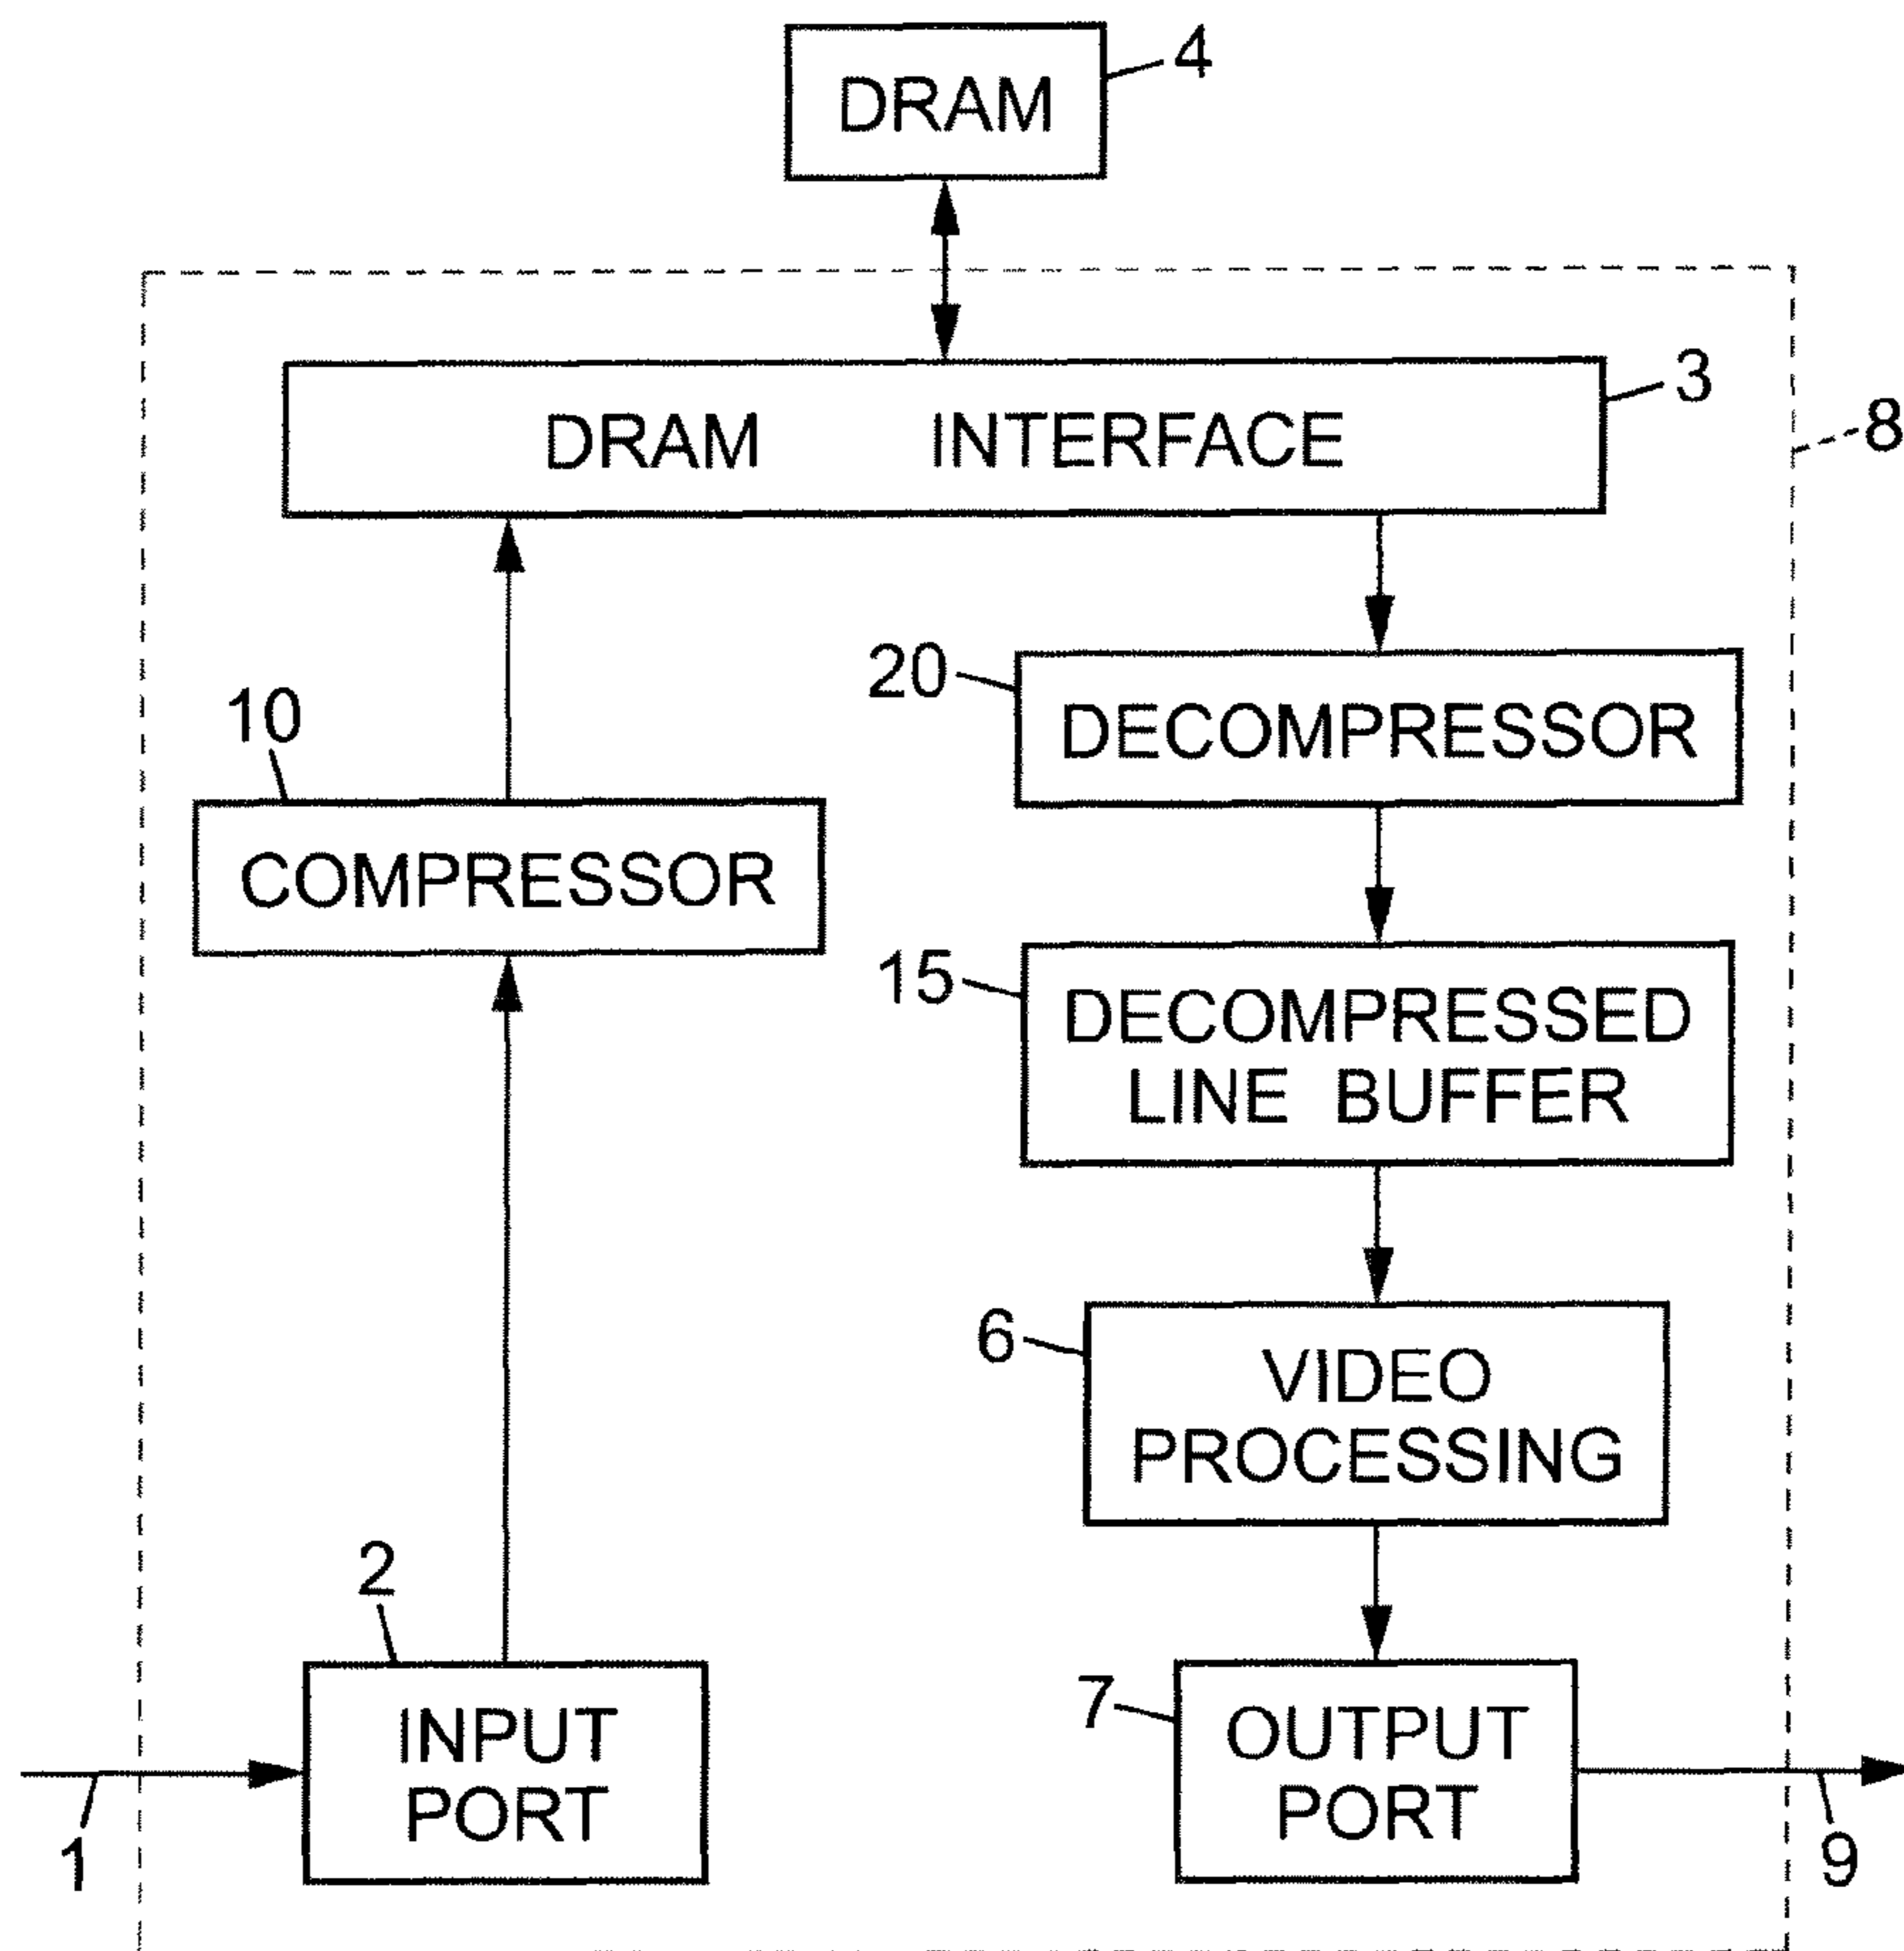 DRAM
4
DRAM INTERFACE
3
8
20
DECOMPRESSOR
10
COMPRESSOR
15
DECOMPRESSED
LINE BUFFER
6
VIDEO
PROCESSING
2
INPUT
PORT
7
OUTPUT
PORT
1
9